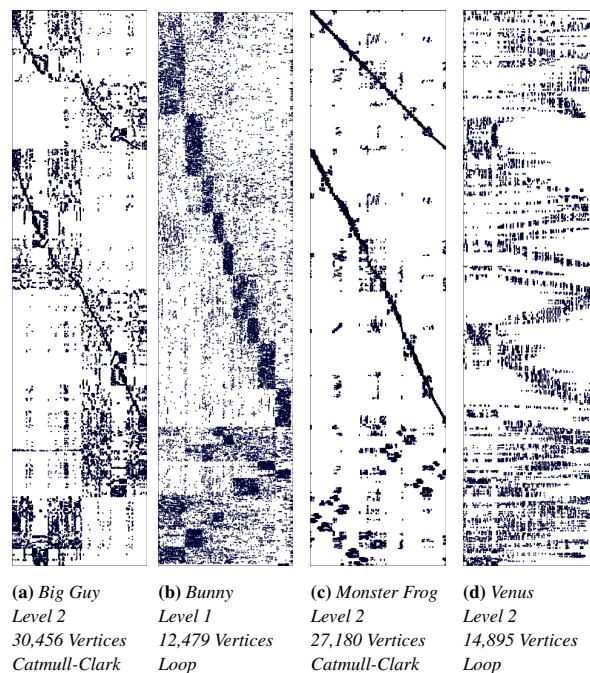 (a) Big Guy
Level 2
30,456 Vertices
Catmull-Clark
(b) Bunny
Level 1
12,479 Vertices
Loop
(c) Monster Frog
Level 2
27,180 Vertices
Catmull-Clark
(d) Venus
Level 2
14,895 Vertices
Loop